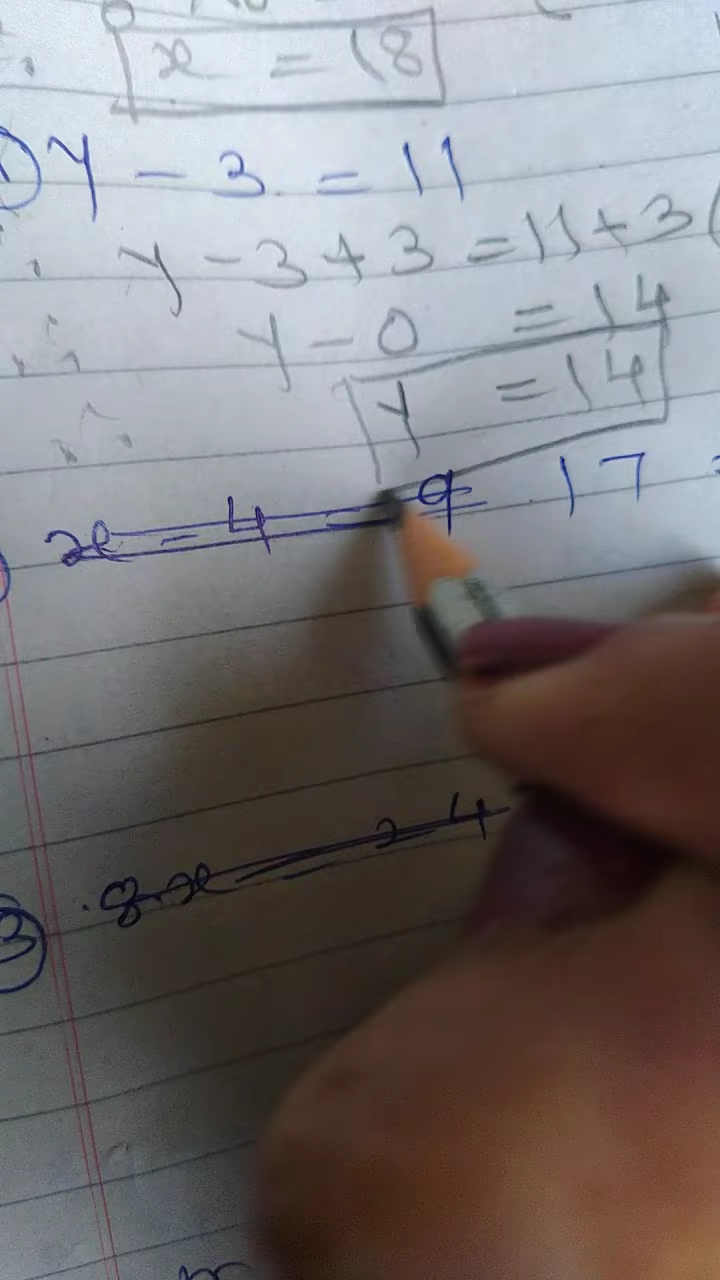 ∴ x = 18
y - 3 = 11
∴ y - 3 + 3 = 11 + 3 (
∴ y - 0 = 14
∴ y = 14
x - 4 = 9 17 =
③ 8x = 24